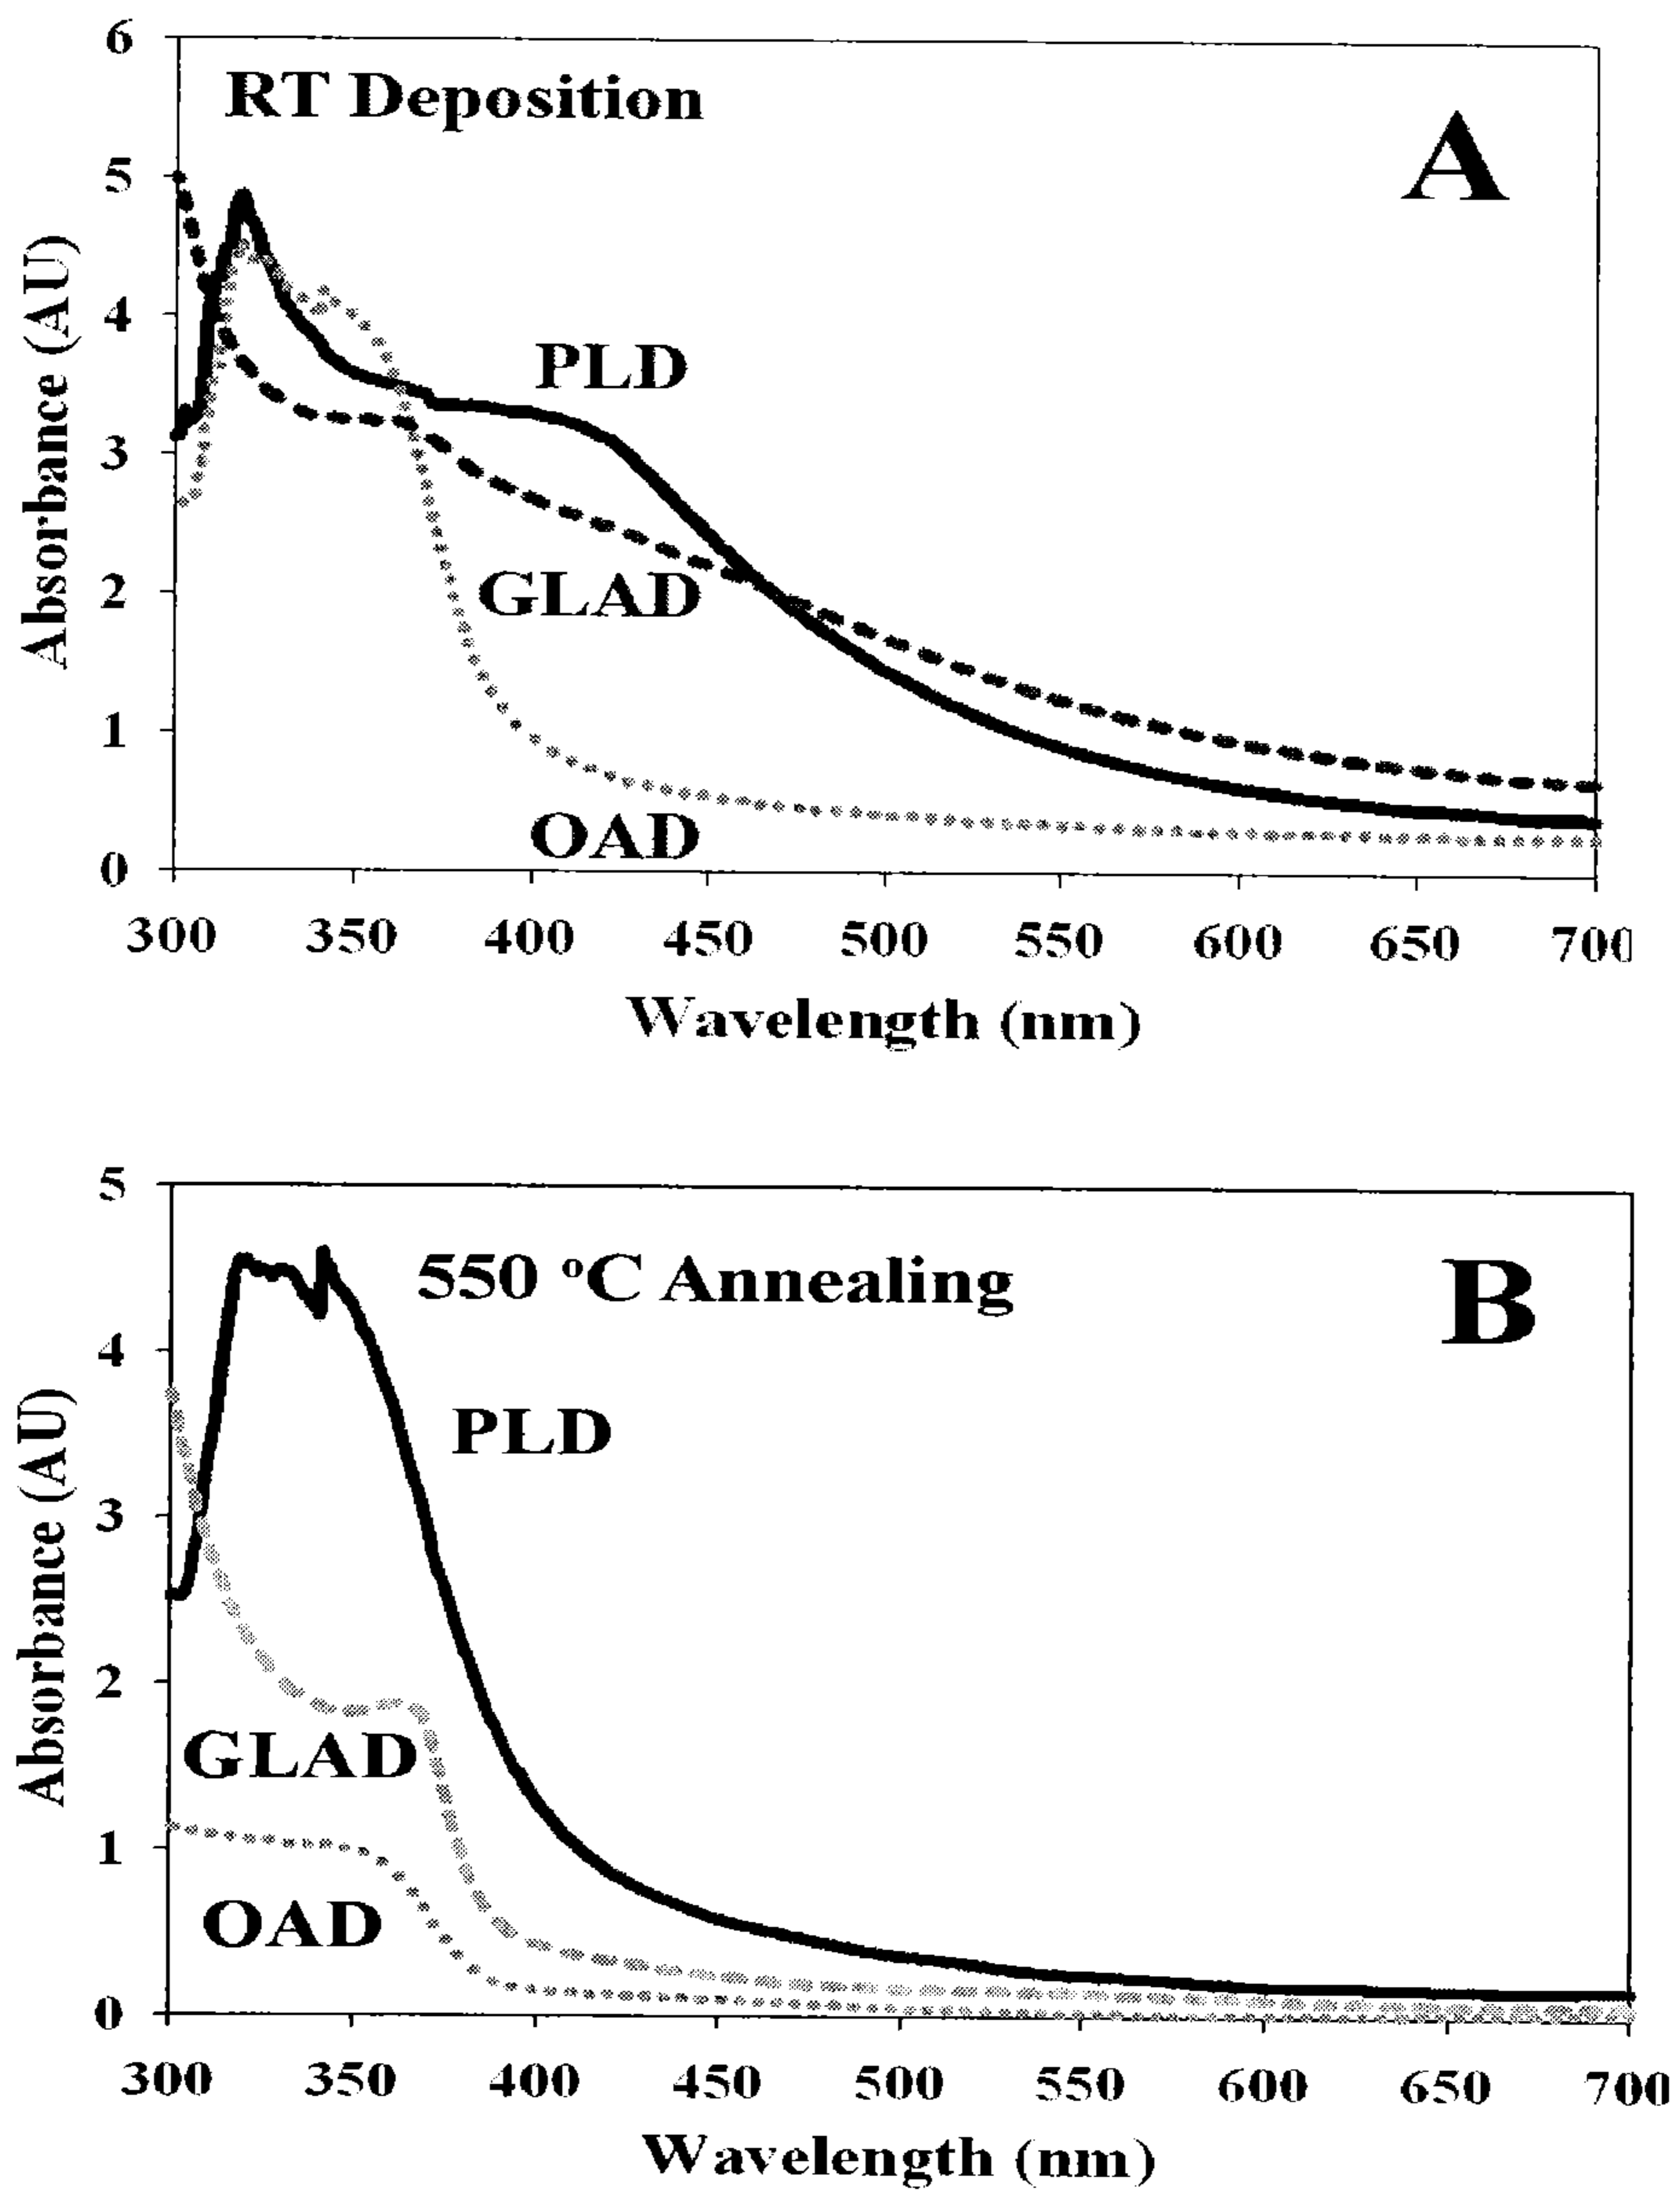 6
RT Deposition
A
5
4
PLD
3
2
GLAD
1
OAD
0
Absorbance (AU)
300 350 400 450 500 550 600 650 700
Wavelength (nm)
5
550 °C Annealing
B
4
PLD
3
2
GLAD
1
OAD
0
Absorbance (AU)
300 350 400 450 500 550 600 650 700
Wavelength (nm)